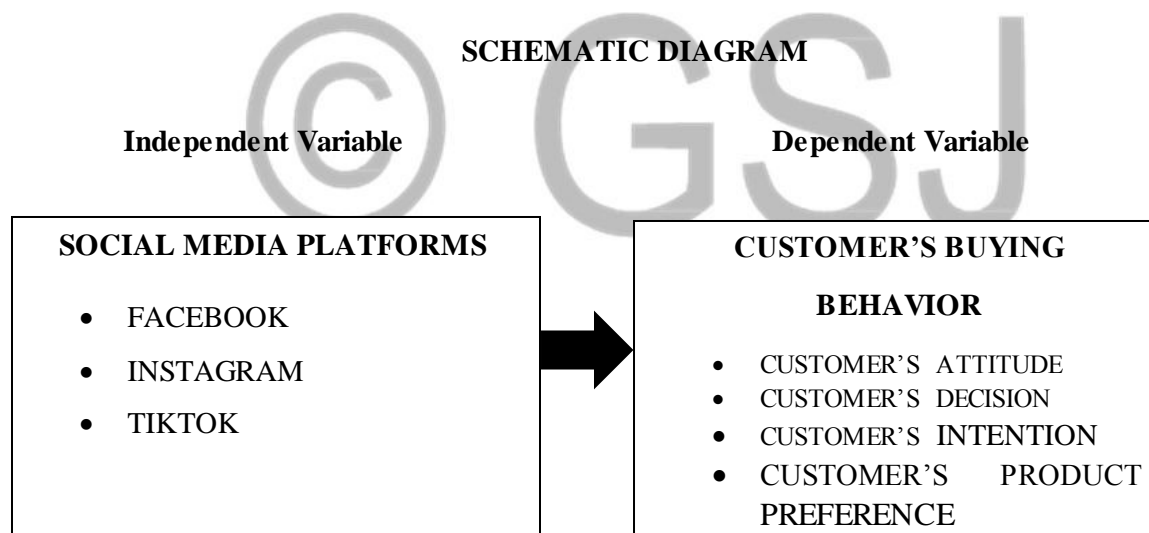 © GSJ
SCHEMATIC DIAGRAM
Independent Variable
Dependent Variable
SOCIAL MEDIA PLATFORMS
• FACEBOOK
• INSTAGRAM
• TIKTOK
CUSTOMER’S BUYING
BEHAVIOR
• CUSTOMER’S ATTITUDE
• CUSTOMER’S DECISION
• CUSTOMER’S INTENTION
• CUSTOMER’S PRODUCT
PREFERENCE